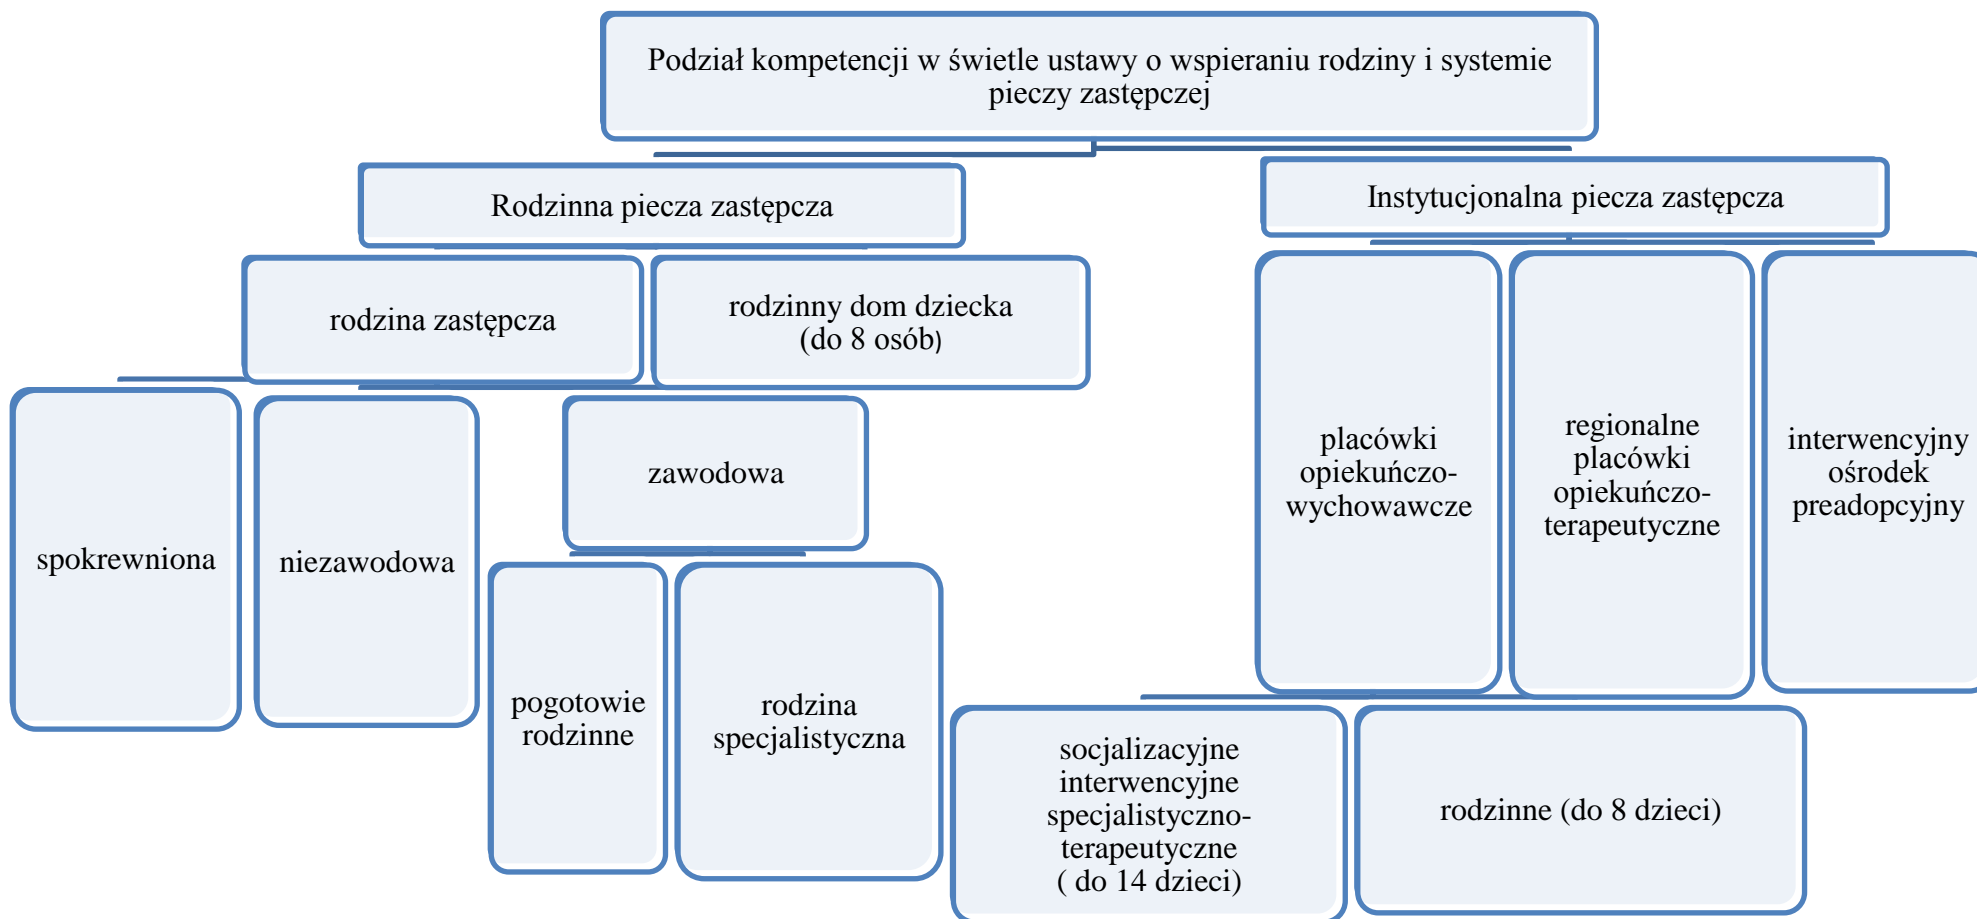 Podział kompetencji w świetle ustawy o wspieraniu rodziny i systemie
pieczy zastępczej
Rodzinna piecza zastępcza
Instytucjonalna piecza zastępcza
rodzina zastępcza
rodzinny dom dziecka
(do 8 osób)
spokrewniona
niezawodowa
zawodowa
pogotowie
rodzinne
rodzina
specjalistyczna
placówki
opiekuńczo-
wychowawcze
regionalne
placówki
opiekuńczo-
terapeutyczne
interwencyjny
ośrodek
preadopcyjny
socjalizacyjne
interwencyjne
specjalistyczno-
terapeutyczne
( do 14 dzieci)
rodzinne (do 8 dzieci)